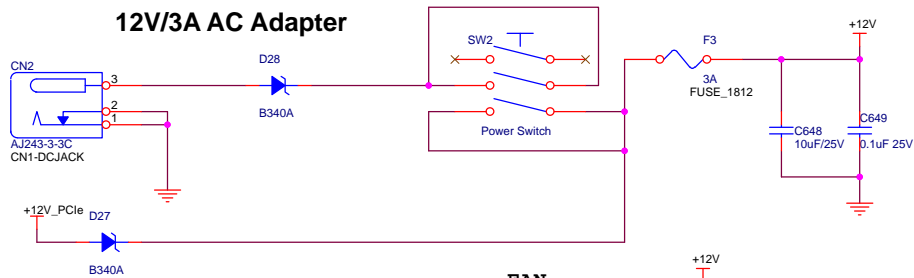 12V/3A AC Adapter
+12V
SW2
F3
CN2
D28
3
3A
FUSE_1812
2
1
B340A
C648
C649
Power Switch
10uF/25V
0.1uF 25V
AJ243-3-3C
CN1-DCJACK
+12V_PCIe
D27
B340A
+12V